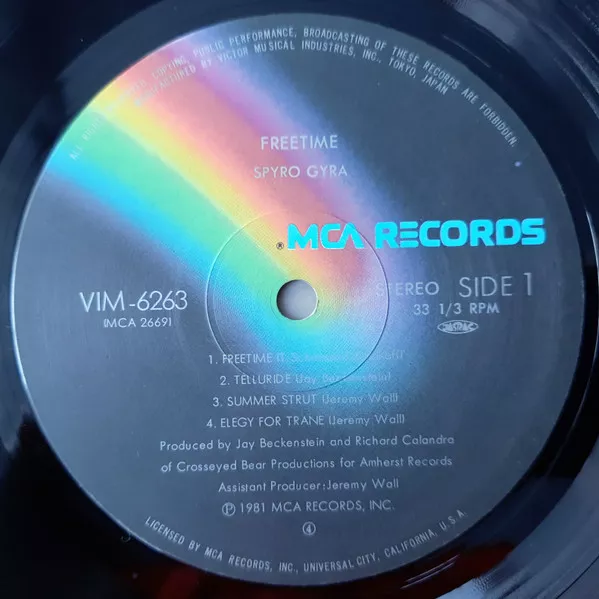 COPYING, PUBLIC PERFORMANCE, BROADCASTING OF THESE RECORDS ARE FORBIDDEN.
MANUFACTURED BY VICTOR MUSICAL INDUSTRIES, INC., TOKYO, JAPAN
FREETIME
SPYRO GYRA
® MCA RECORDS
VIM-6263
(MCA 2669)
STEREO SIDE 1
33 1/3 RPM
JASRAC
1. FREETIME
2. TELLURIDE (Jay Beckenstein)
3. SUMMER STRUT (Jeremy Wall)
4. ELEGY FOR TRANE (Jeremy Wall)
Produced by Jay Beckenstein and Richard Calandra
of Crosseyed Bear Productions for Amherst Records
Assistant Producer: Jeremy Wall
℗ 1981 MCA RECORDS, INC.
④
LICENSED BY MCA RECORDS, INC., UNIVERSAL CITY, CALIFORNIA, U.S.A.